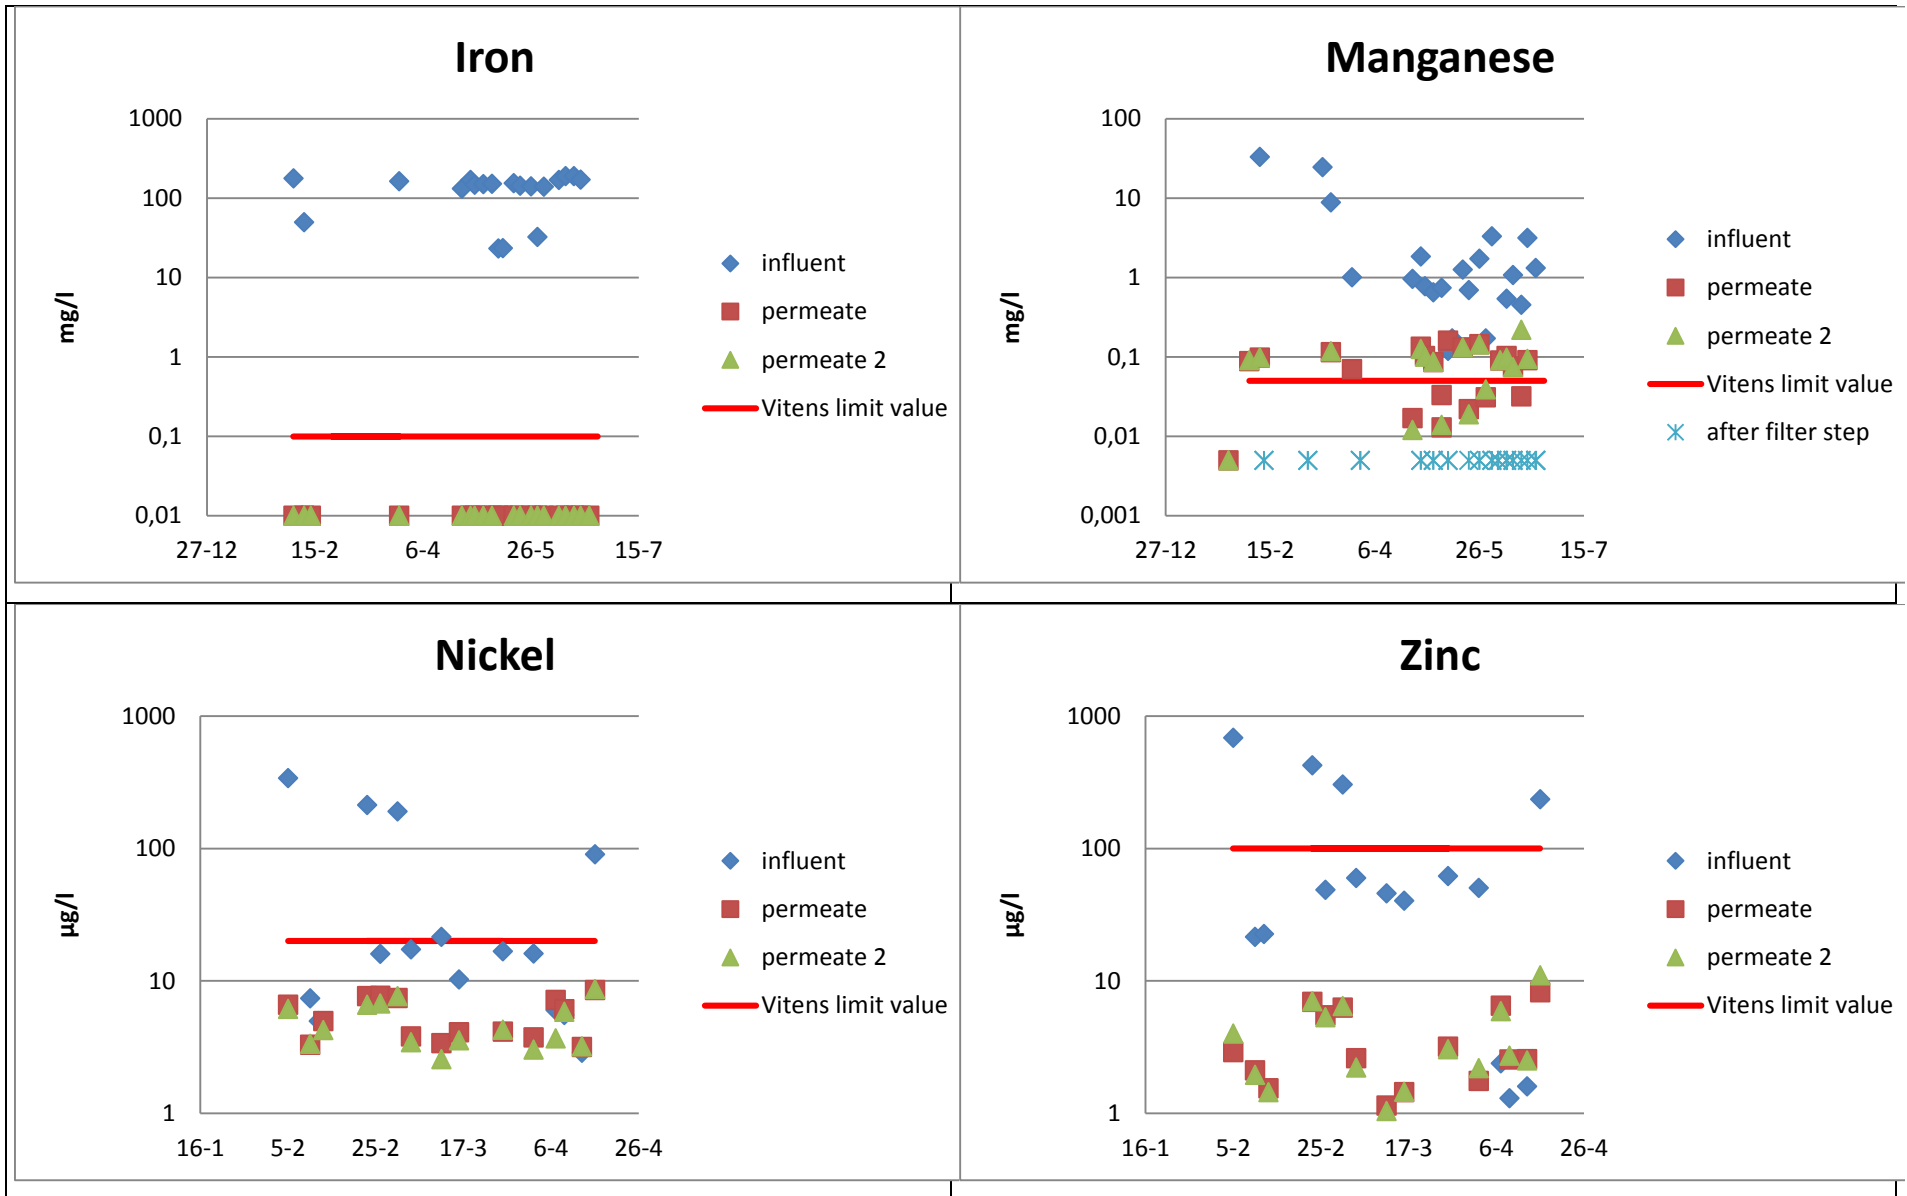 Iron
1000
100
10
1
0,1
0,01
mg/l
27-12 15-2 6-4 26-5 15-7
influent
permeate
permeate 2
Vitens limit value
Manganese
100
10
1
0,1
0,01
0,001
mg/l
27-12 15-2 6-4 26-5 15-7
influent
permeate
permeate 2
Vitens limit value
after filter step
Nickel
1000
100
10
1
µg/l
16-1 5-2 25-2 17-3 6-4 26-4
influent
permeate
permeate 2
Vitens limit value
Zinc
1000
100
10
1
µg/l
16-1 5-2 25-2 17-3 6-4 26-4
influent
permeate
permeate 2
Vitens limit value